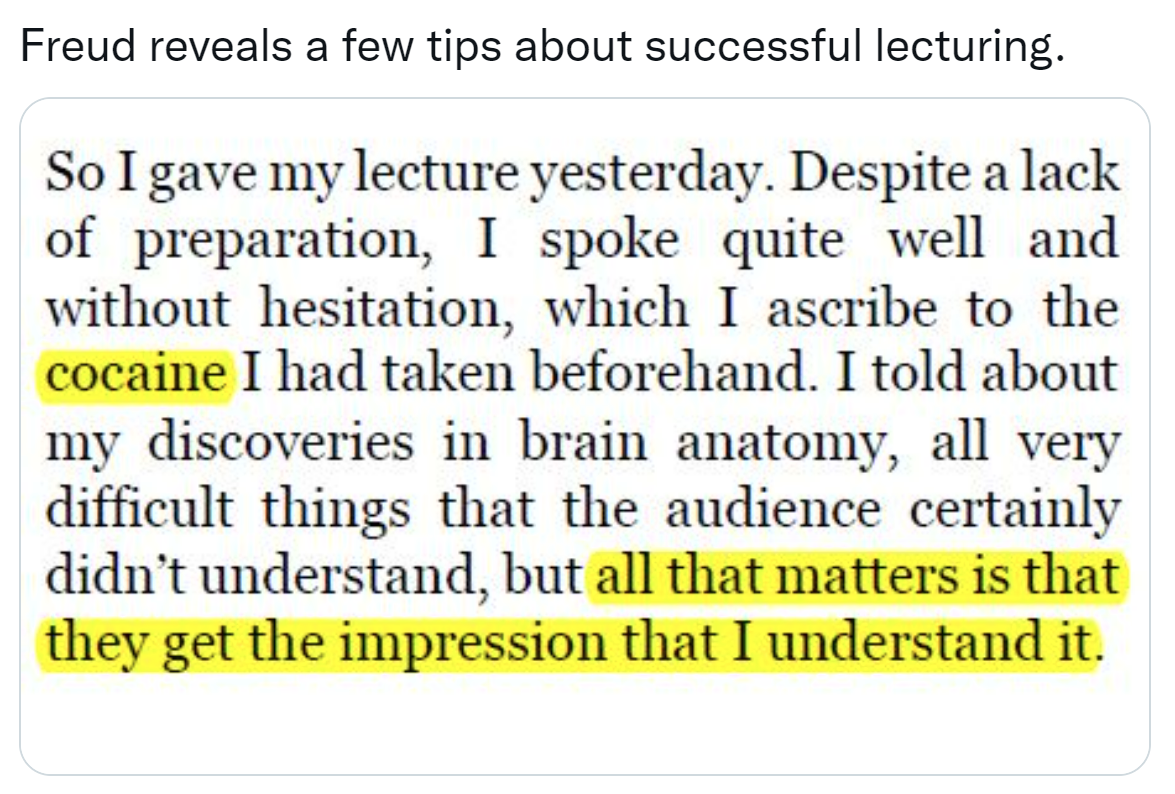 Freud reveals a few tips about successful lecturing.
So I gave my lecture yesterday. Despite a lack
of preparation, I spoke quite well and
without hesitation, which I ascribe to the
cocaine I had taken beforehand. I told about
my discoveries in brain anatomy, all very
difficult things that the audience certainly
didn’t understand, but all that matters is that
they get the impression that I understand it.